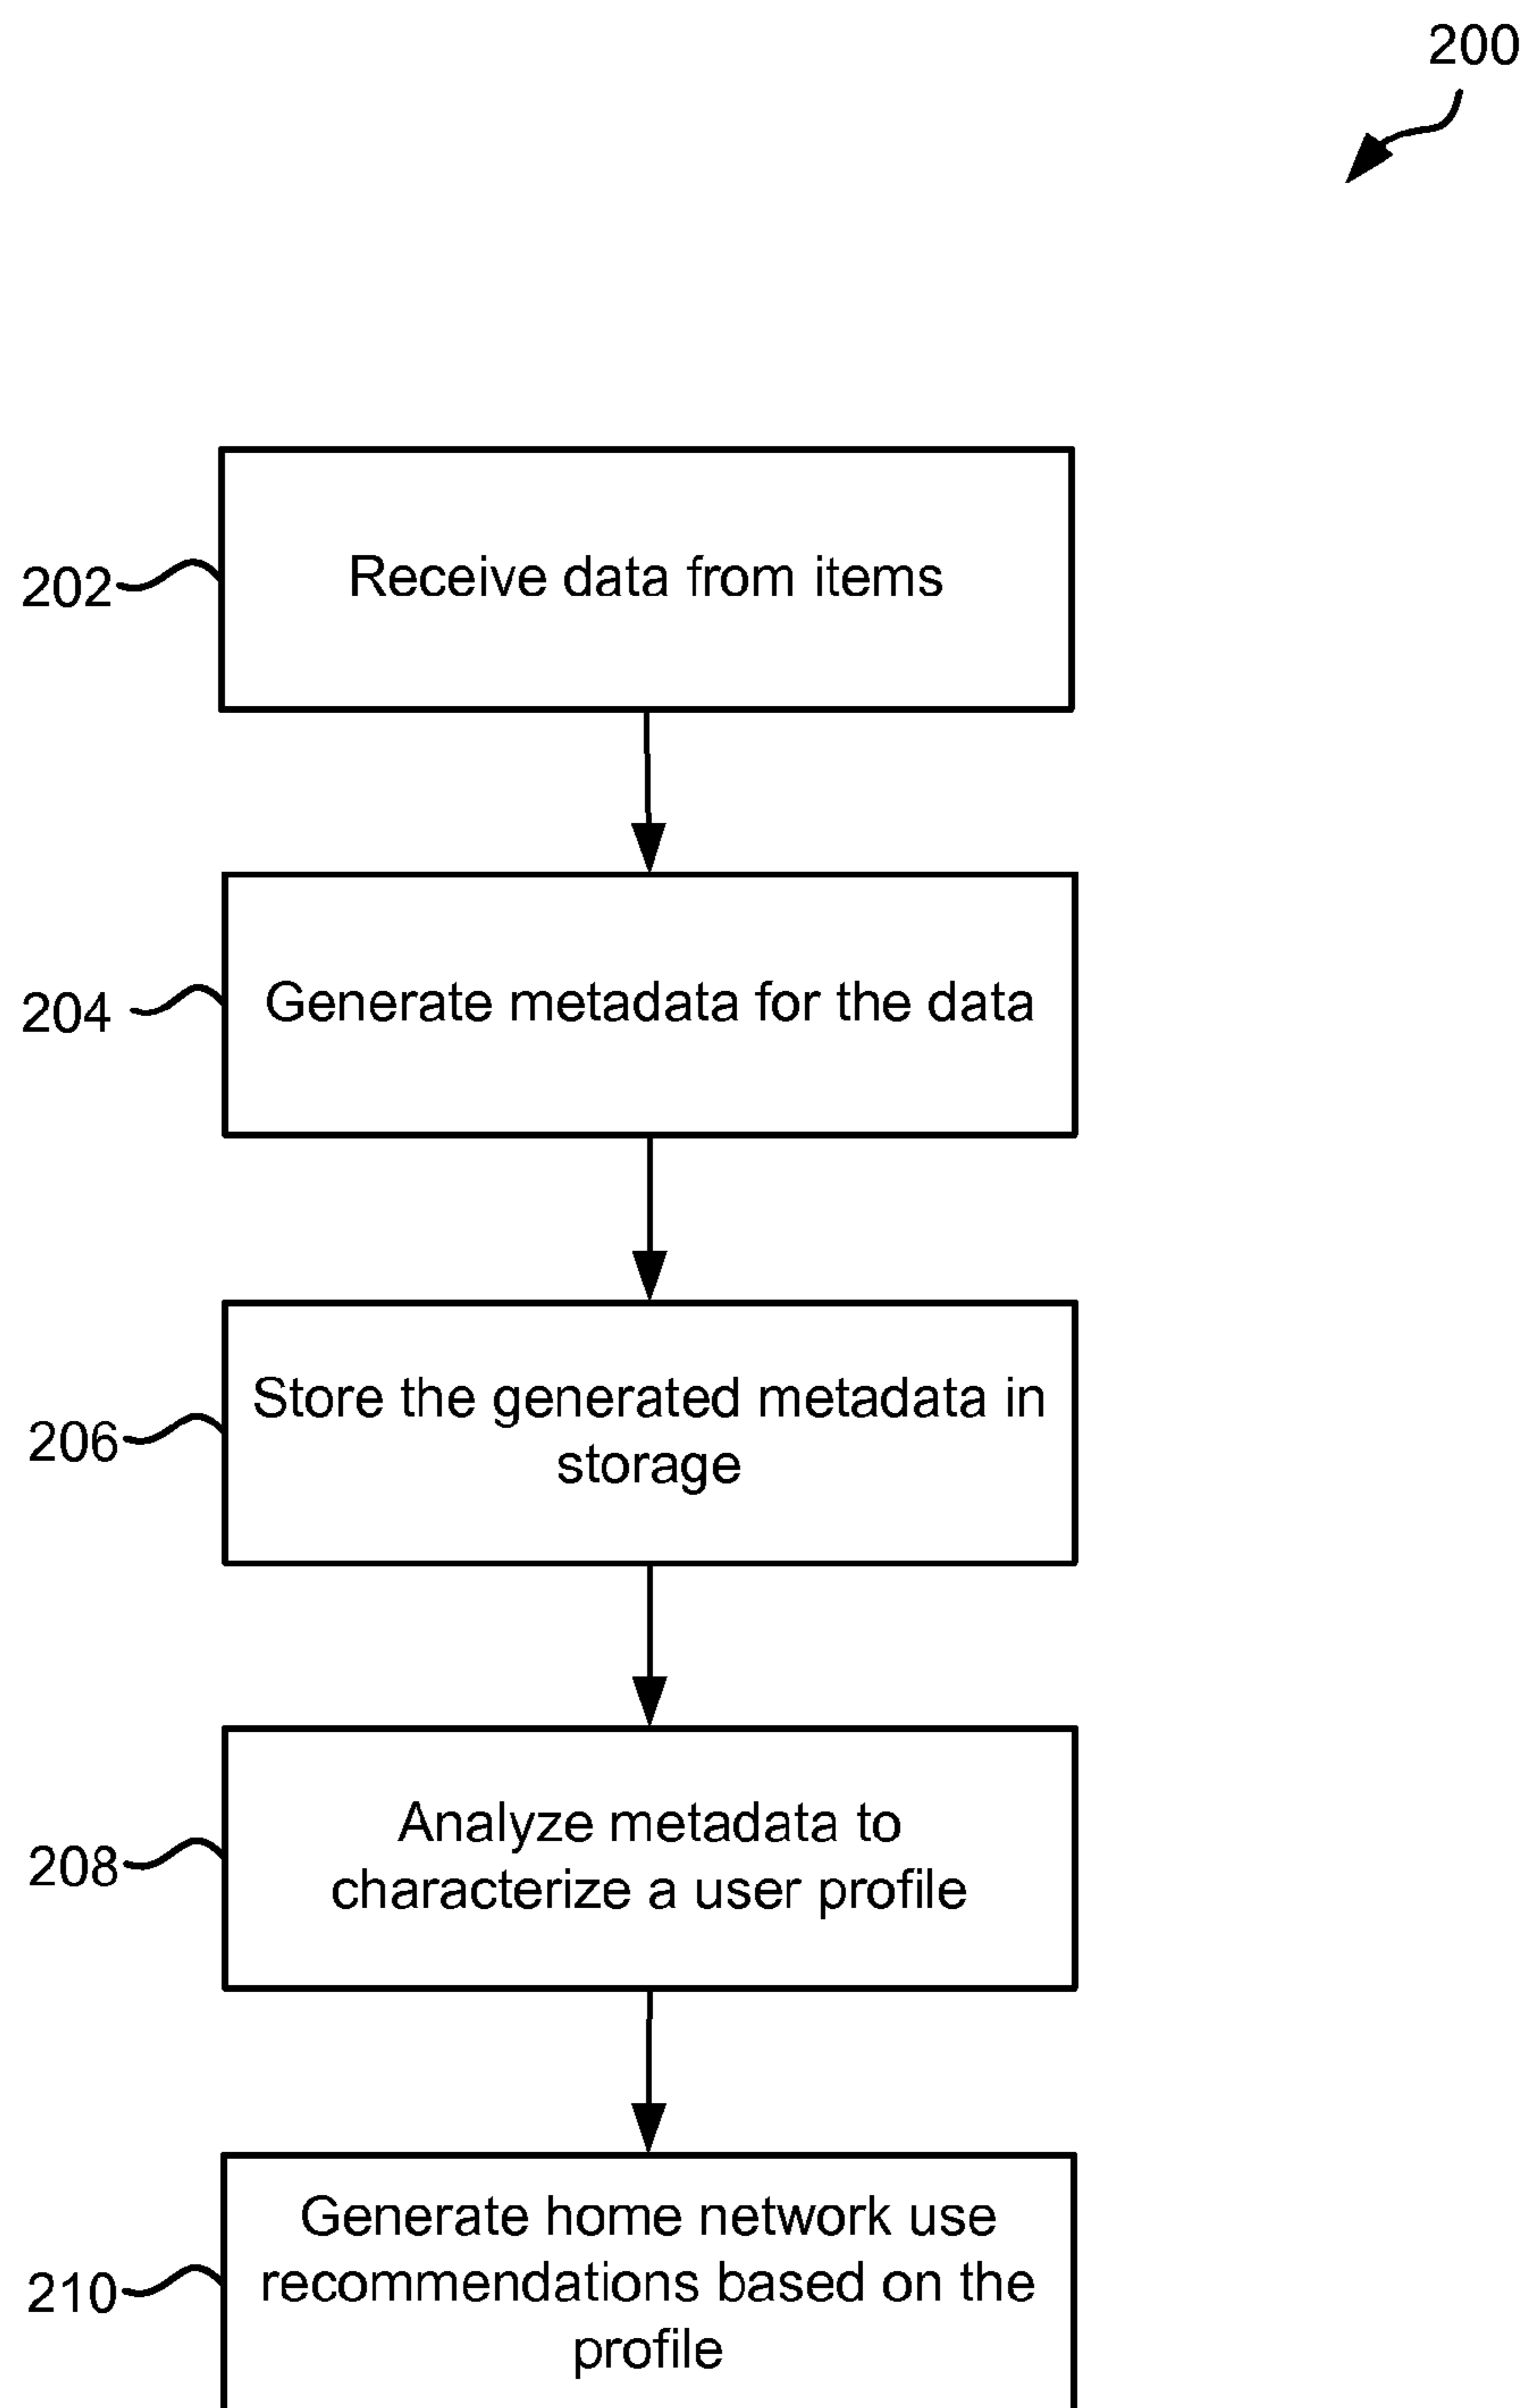 200
202
Receive data from items
204
Generate metadata for the data
206
Store the generated metadata in
storage
208
Analyze metadata to
characterize a user profile
210
Generate home network use
recommendations based on the
profile